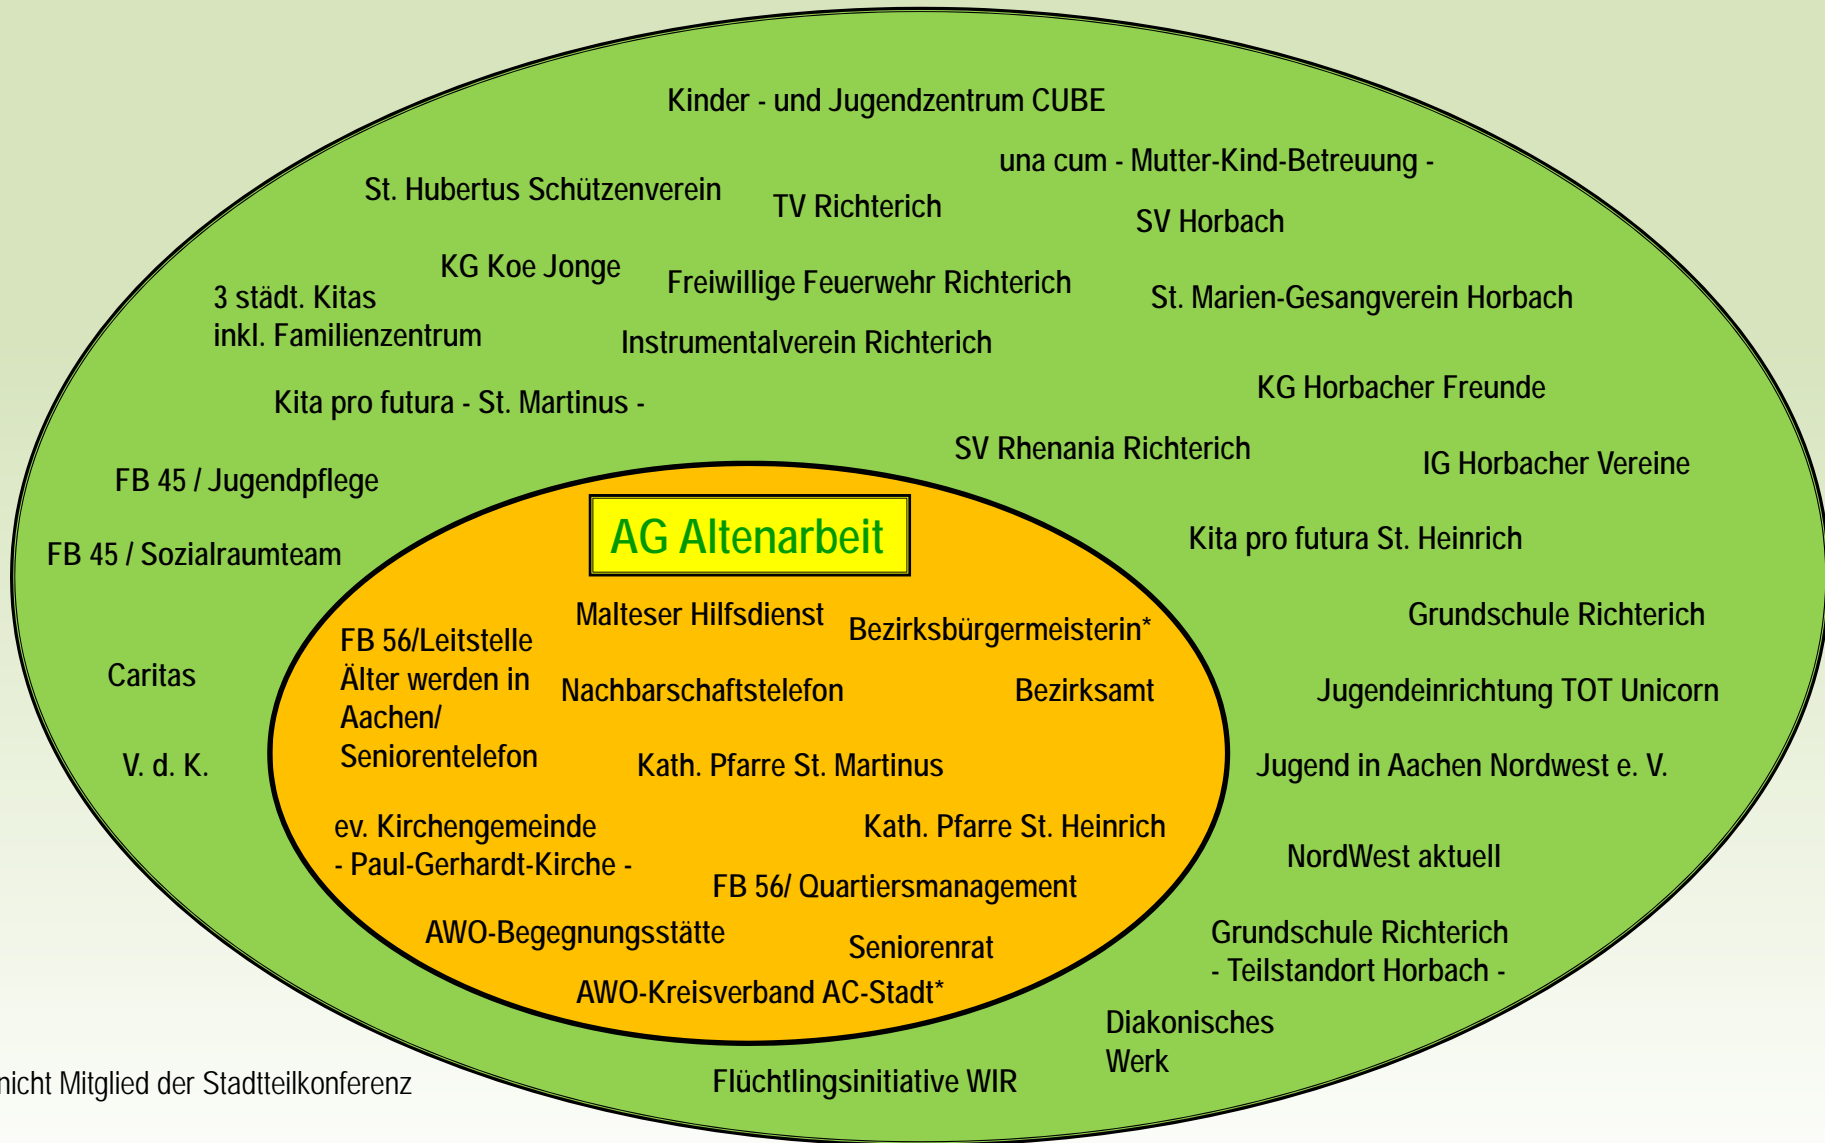 Kinder - und Jugendzentrum CUBE
una cum - Mutter-Kind-Betreuung -
St. Hubertus Schützenverein
TV Richterich
SV Horbach
KG Koe Jonge
Freiwillige Feuerwehr Richterich
3 städt. Kitas
inkl. Familienzentrum
St. Marien-Gesangverein Horbach
Instrumentalverein Richterich
KG Horbacher Freunde
Kita pro futura - St. Martinus -
SV Rhenania Richterich
IG Horbacher Vereine
FB 45 / Jugendpflege
AG Altenarbeit
Kita pro futura St. Heinrich
FB 45 / Sozialraumteam
Malteser Hilfsdienst
Bezirksbürgermeisterin*
Grundschule Richterich
FB 56/Leitstelle
Älter werden in
Aachen/
Seniorentelefon
Caritas
Nachbarschaftstelefon
Bezirksamt
Jugendeinrichtung TOT Unicorn
V. d. K.
Kath. Pfarre St. Martinus
Jugend in Aachen Nordwest e. V.
ev. Kirchengemeinde
- Paul-Gerhardt-Kirche -
Kath. Pfarre St. Heinrich
NordWest aktuell
FB 56/ Quartiersmanagement
AWO-Begegnungsstätte
Seniorenrat
Grundschule Richterich
- Teilstandort Horbach -
AWO-Kreisverband AC-Stadt*
Diakonisches
Werk
Flüchtlingsinitiative WIR
nicht Mitglied der Stadtteilkonferenz